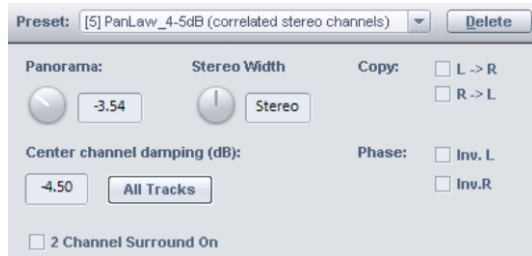 Preset: [5] PanLaw_4-5dB (correlated stereo channels) Delete
Panorama: Stereo Width Copy: L -> R
-3.54 Stereo R -> L
Center channel damping (dB): Phase: Inv. L
-4.50 All Tracks Inv.R
2 Channel Surround On